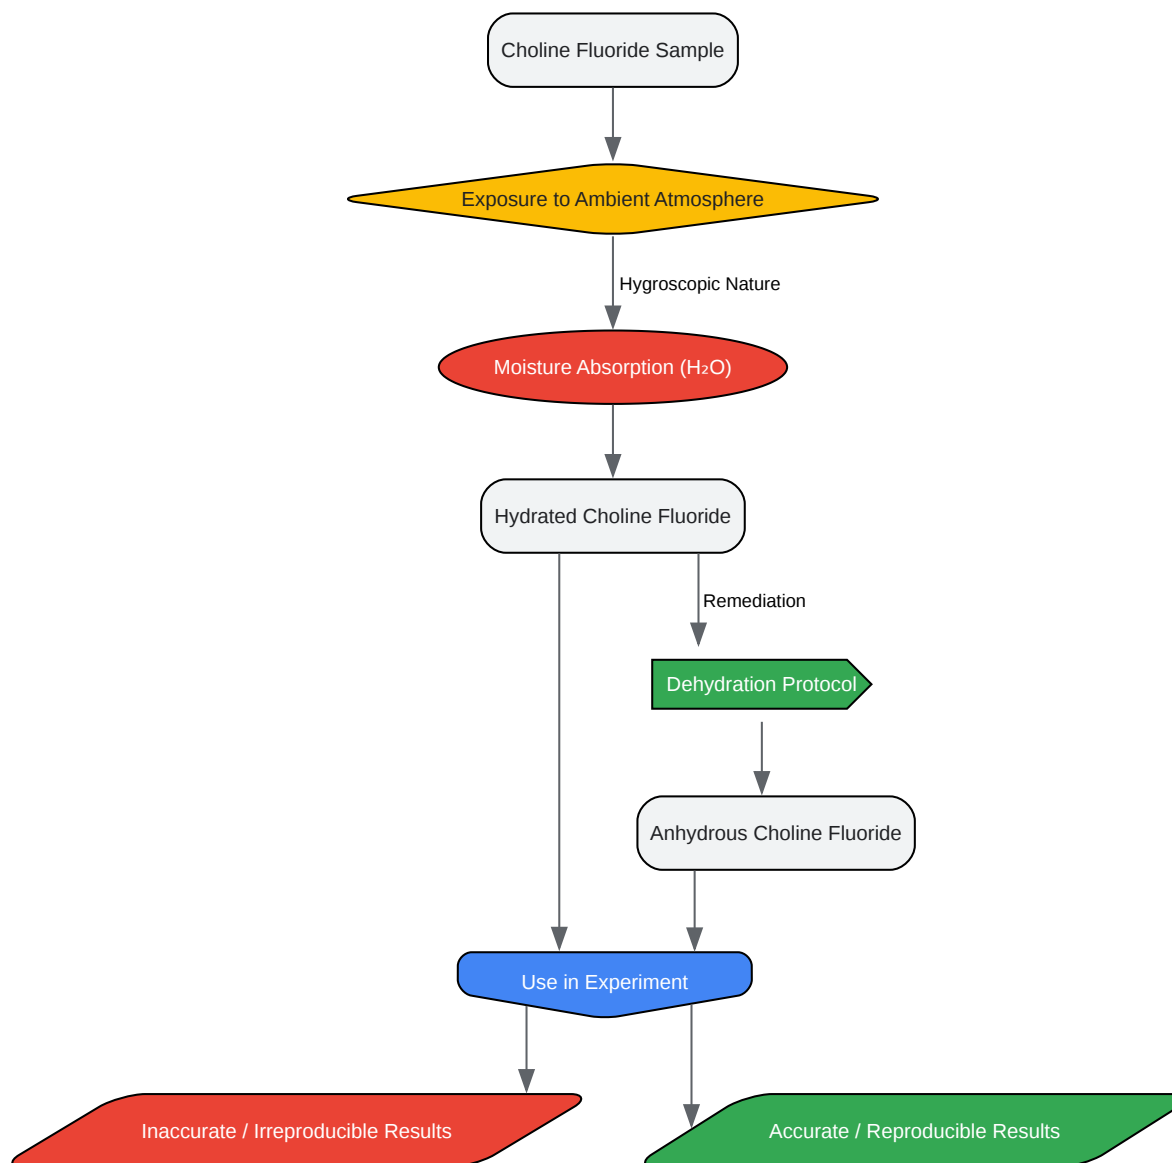 Choline Fluoride Sample
Exposure to Ambient Atmosphere
Hygroscopic Nature
Moisture Absorption (H₂O)
Hydrated Choline Fluoride
Remediation
Dehydration Protocol
Anhydrous Choline Fluoride
Use in Experiment
Inaccurate / Irreproducible Results
Accurate / Reproducible Results